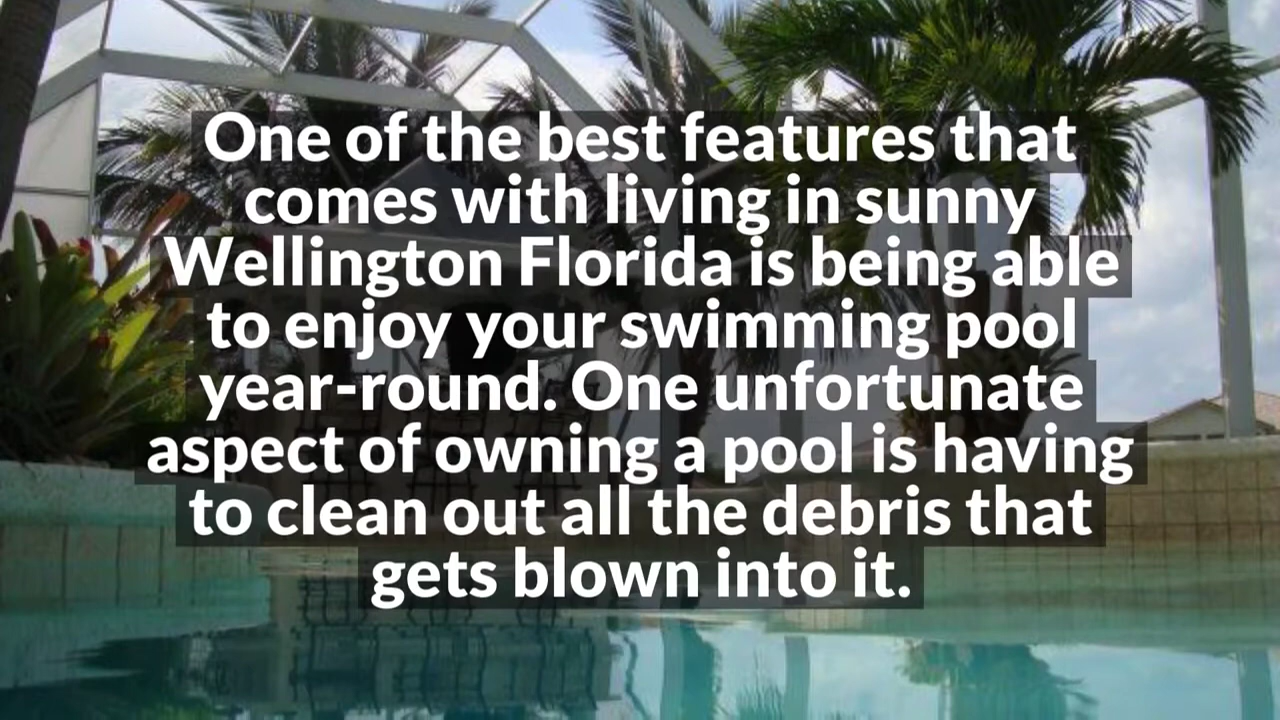 One of the best features that
comes with living in sunny
Wellington Florida is being able
to enjoy your swimming pool
year-round. One unfortunate
aspect of owning a pool is having
to clean out all the debris that
gets blown into it.